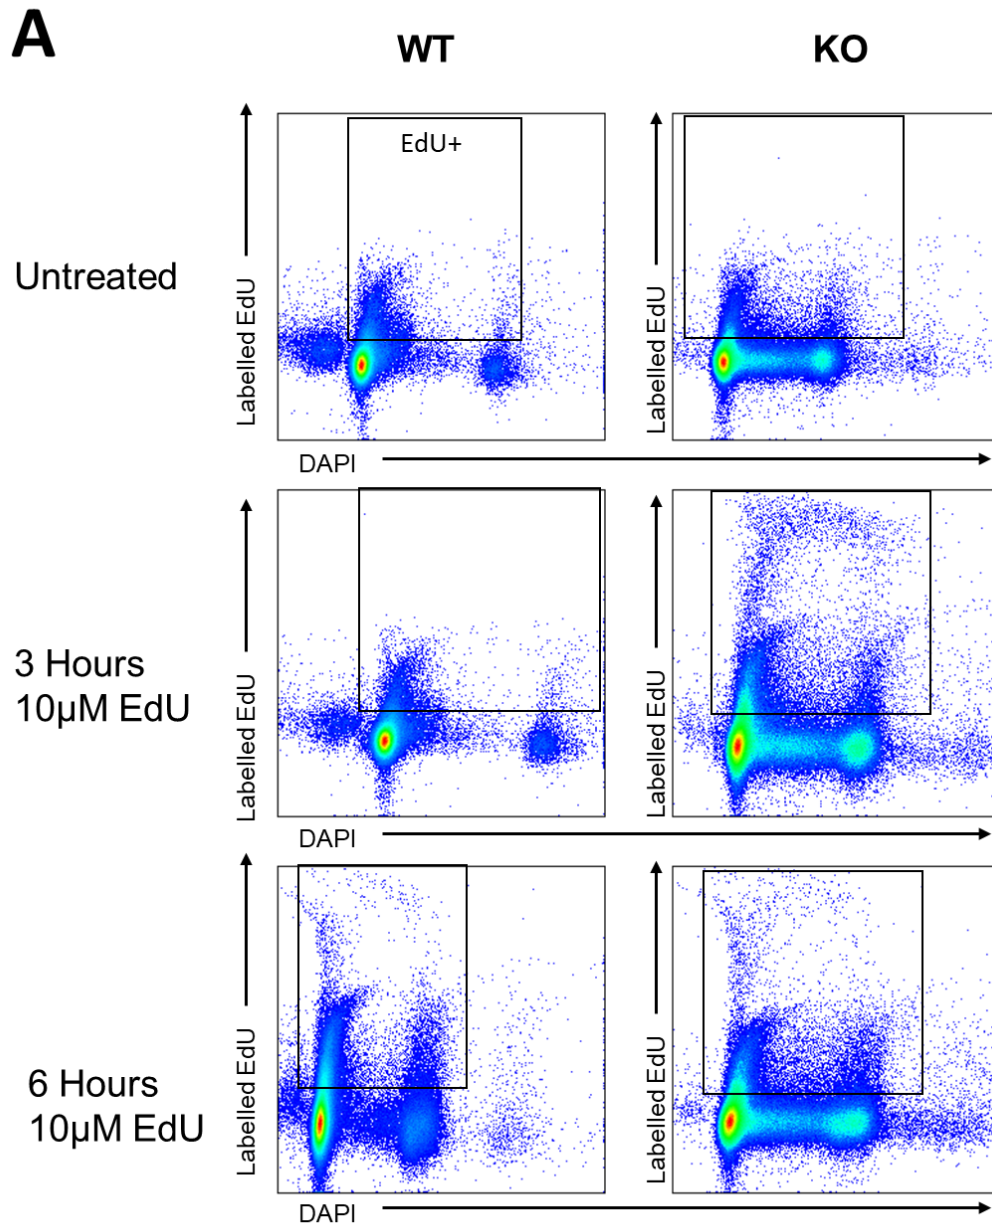 A
WT
KO
Untreated
EdU+
Labelled EdU
Labelled EdU
DAPI
3 Hours
10µM EdU
Labelled EdU
Labelled EdU
DAPI
6 Hours
10µM EdU
Labelled EdU
Labelled EdU
DAPI